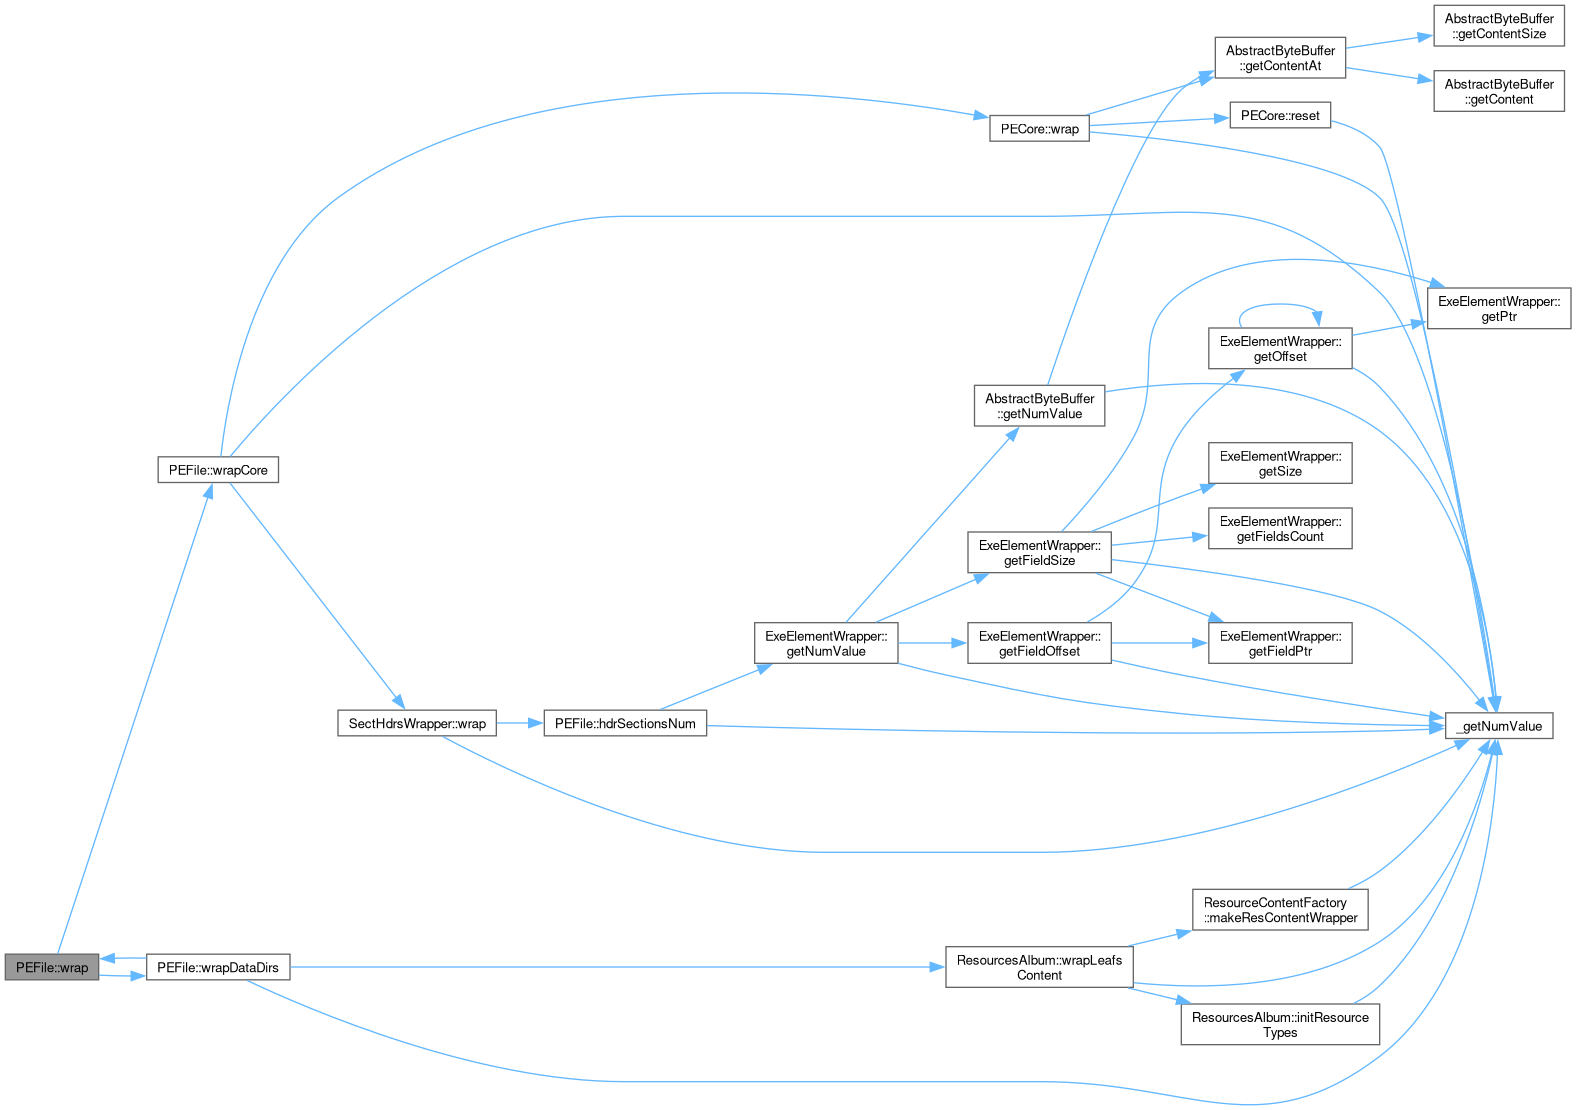 AbstractByteBuffer
::getContentSize
AbstractByteBuffer
::getContentAt
AbstractByteBuffer
::getContent
PECore::reset
PECore::wrap
ExeElementWrapper::
getPtr
ExeElementWrapper::
getOffset
AbstractByteBuffer
::getNumValue
PEFile::wrapCore
ExeElementWrapper::
getSize
ExeElementWrapper::
getFieldsCount
ExeElementWrapper::
getFieldSize
ExeElementWrapper::
getNumValue
ExeElementWrapper::
getFieldOffset
ExeElementWrapper::
getFieldPtr
SectHdrsWrapper::wrap
PEFile::hdrSectionsNum
_getNumValue
ResourceContentFactory
::makeResContentWrapper
PEFile::wrap
PEFile::wrapDataDirs
ResourcesAlbum::wrapLeafs
Content
ResourcesAlbum::initResource
Types